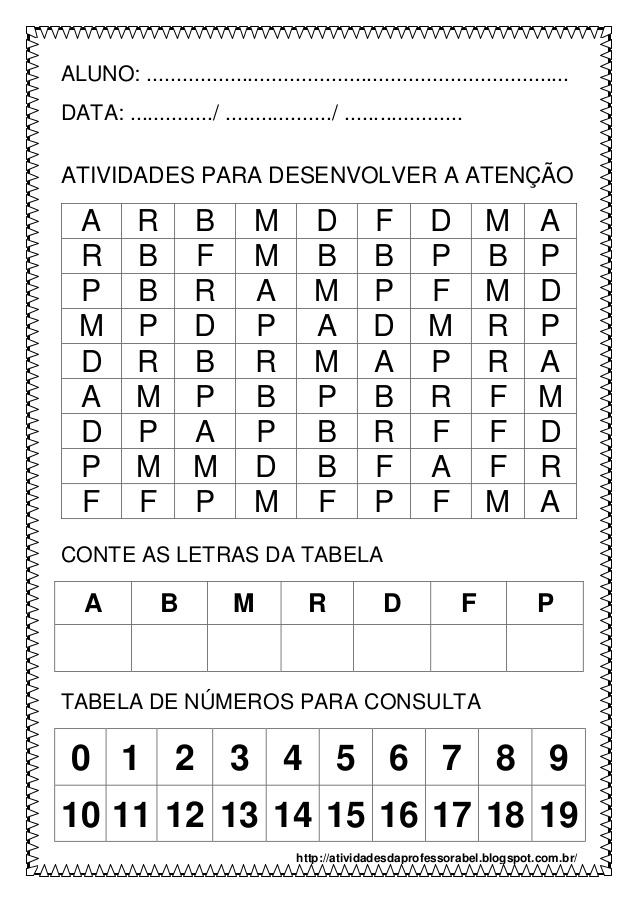 ALUNO: .......................................................................
DATA: ............../ ................../ ....................
ATIVIDADES PARA DESENVOLVER A ATENÇÃO
A R B M D F D M A
R B F M B B P B P
P B R A M P F M D
M P D P A D M R P
D R B R M A P R A
A M P B P B R F M
D P A P B R F F D
P M M D B F A F R
F F P M F P F M A
CONTE AS LETRAS DA TABELA
A B M R D F P
TABELA DE NÚMEROS PARA CONSULTA
0 1 2 3 4 5 6 7 8 9
10 11 12 13 14 15 16 17 18 19
http://atividadesdaprofessorabel.blogspot.com.br/